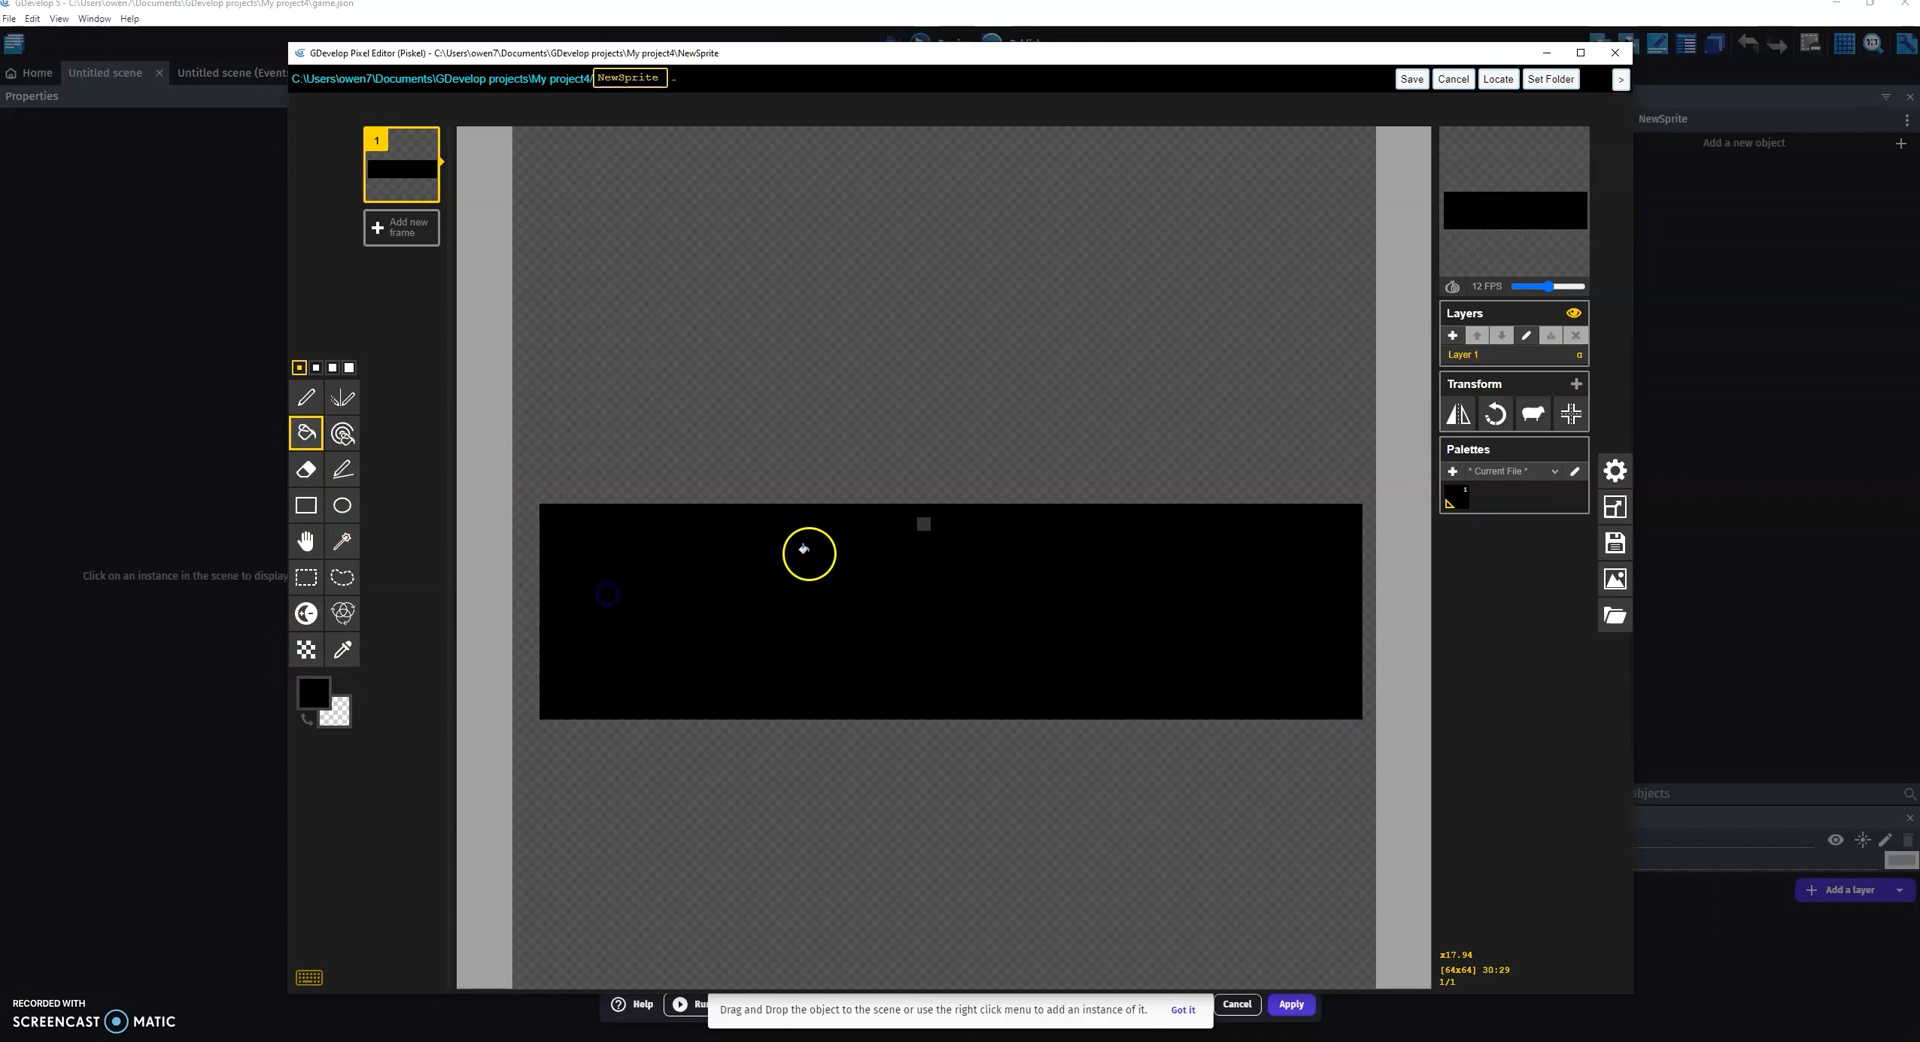 GDevelop 5 - C:\Users\owen7\Documents\GDevelop projects\My project4\game.json
File Edit View Window Help
GDevelop Pixel Editor (Piskel) - C:\Users\owen7\Documents\GDevelop projects\My project4\NewSprite
Home Untitled scene × Untitled scene (Event
C:\Users\owen7\Documents\GDevelop projects\My project4/ NewSprite -
Save Cancel Locate Set Folder >
Properties
NewSprite
Add a new object
1
Add new frame
12 FPS
Layers
Layer 1 α
Transform
Palettes
* Current File *
1
Click on an instance in the scene to display
objects
Add a layer
x17.94
[64x64] 30:29
1/1
RECORDED WITH
SCREENCAST MATIC
Help Ru
Drag and Drop the object to the scene or use the right click menu to add an instance of it. Got it
Cancel Apply